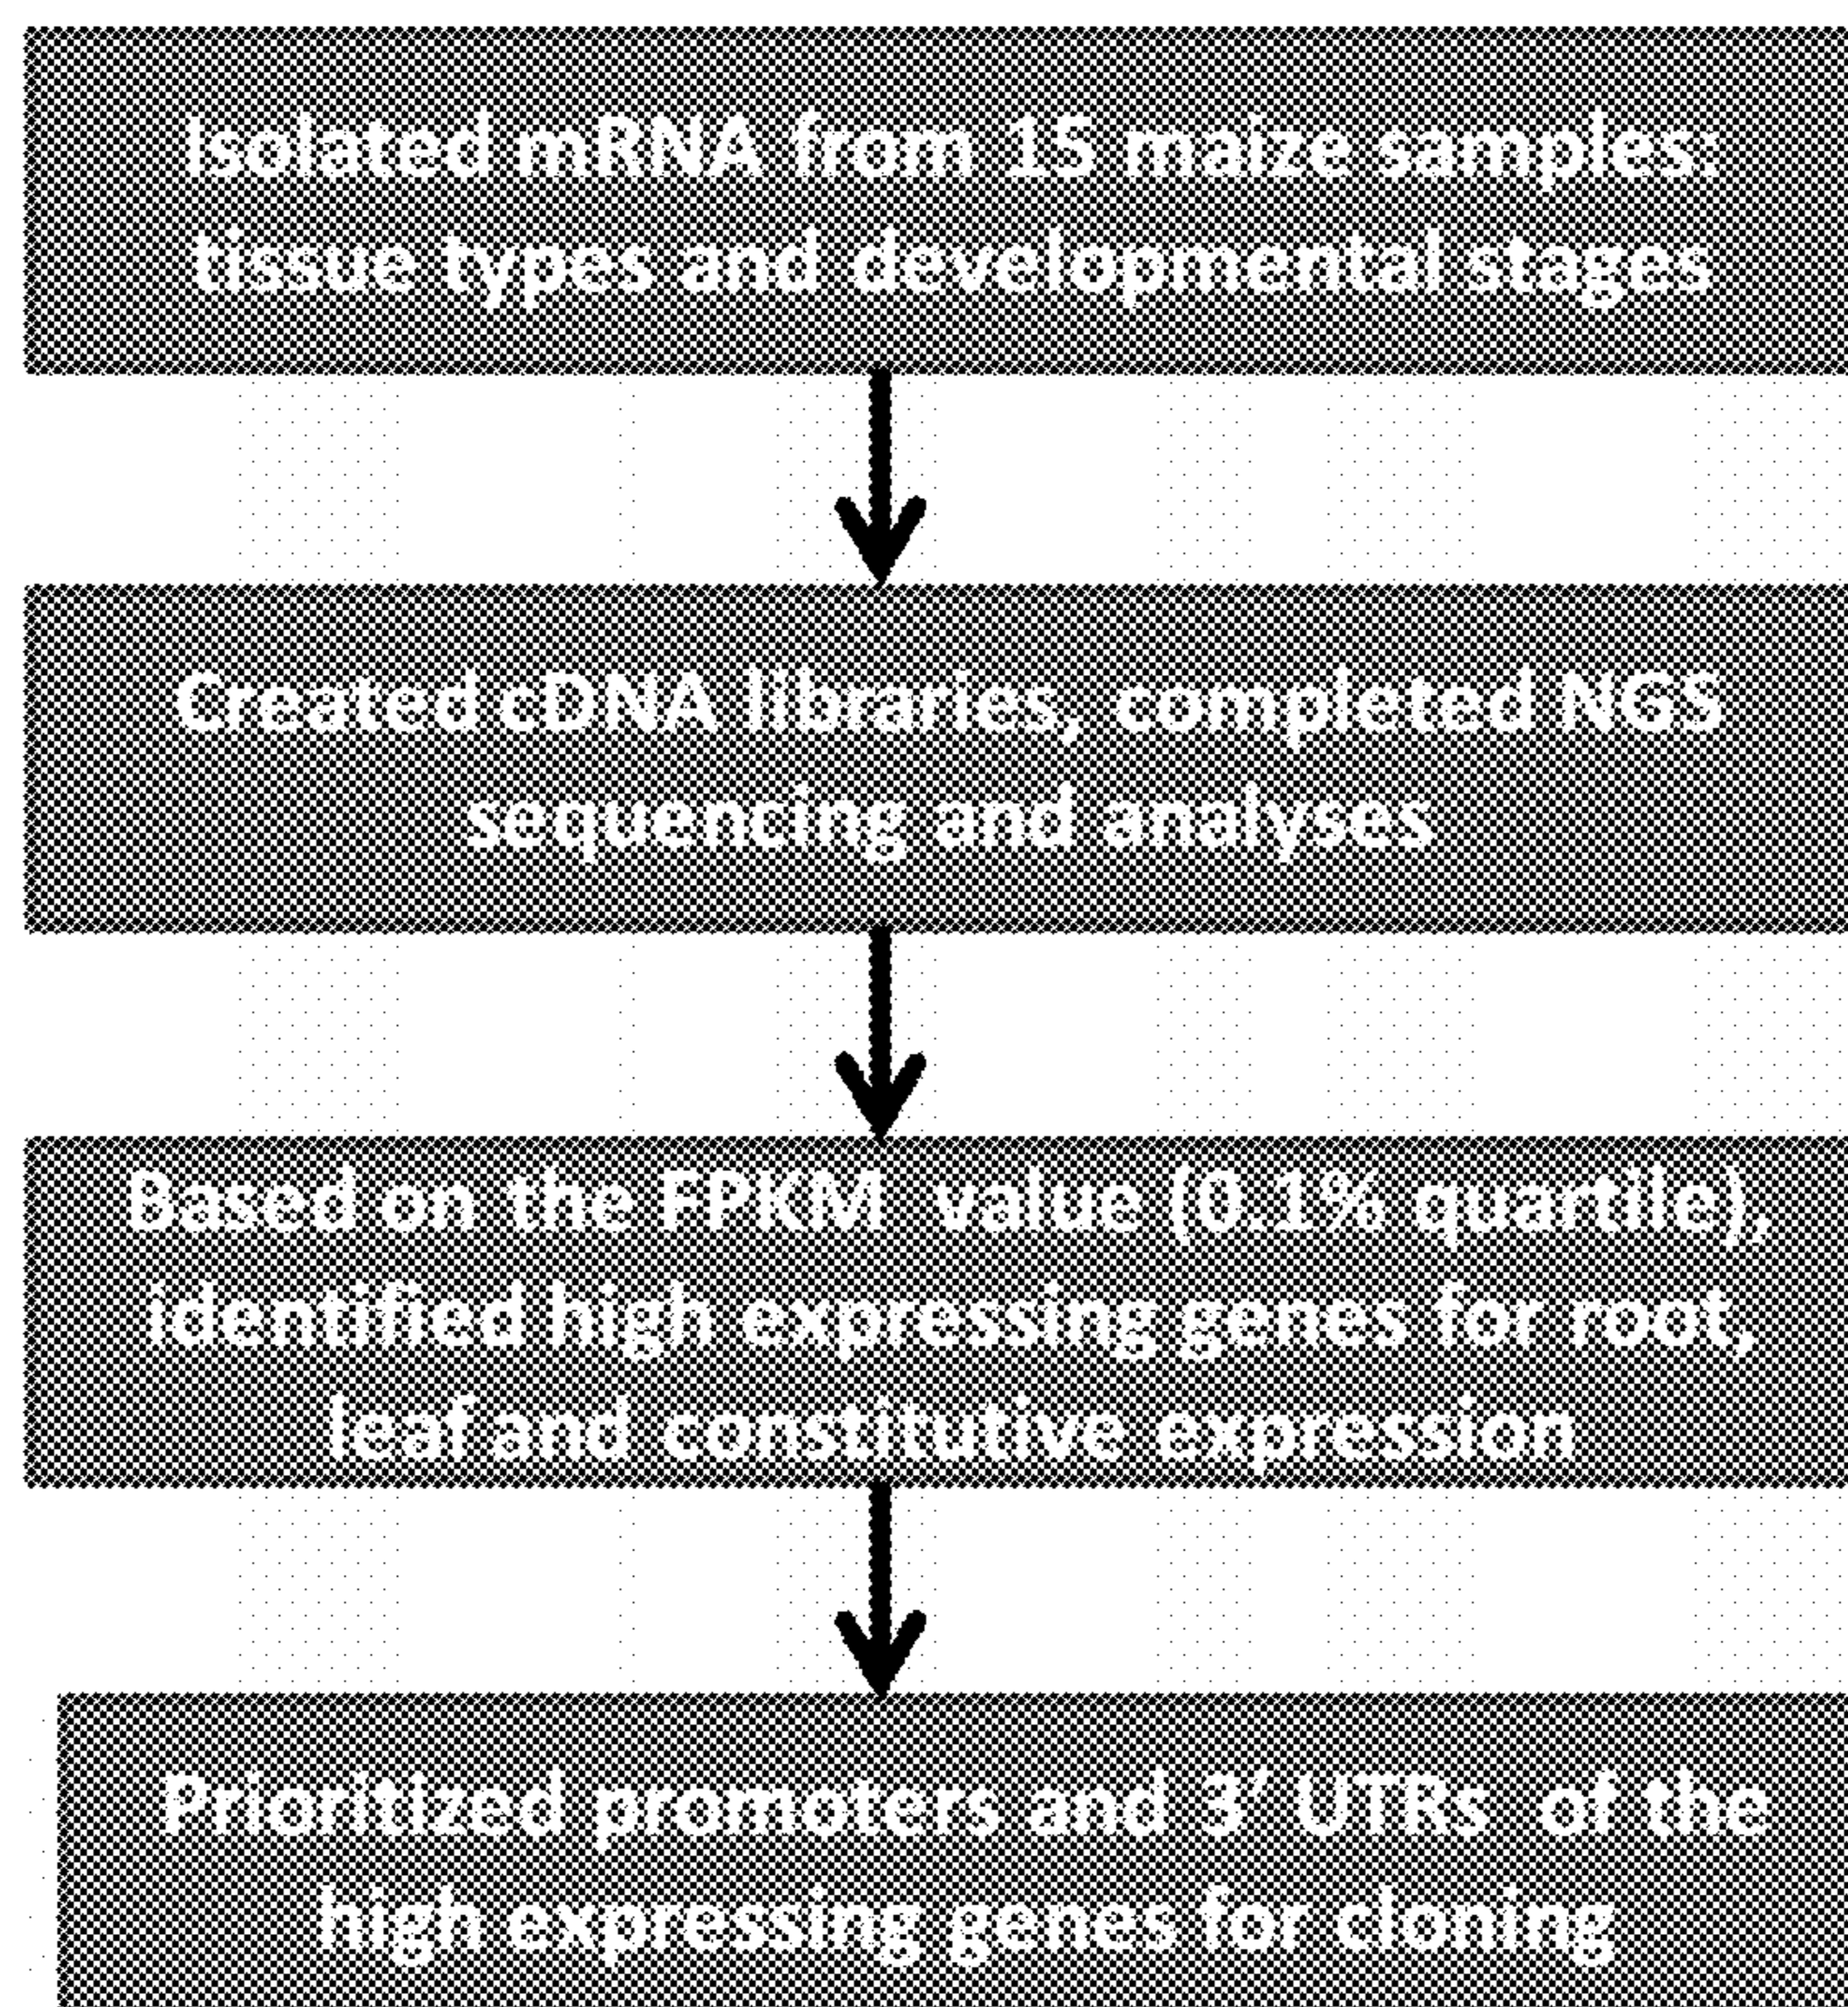 Isolated mRNA from 15 maize samples:
tissue types and developmental stages
Created cDNA libraries, completed NGS
sequencing and analyses
Based on the FPKM value (0.1% quartile),
identified high expressing genes for root,
leaf and constitutive expression
Prioritized promoters and 3' UTRs of the
high expressing genes for cloning